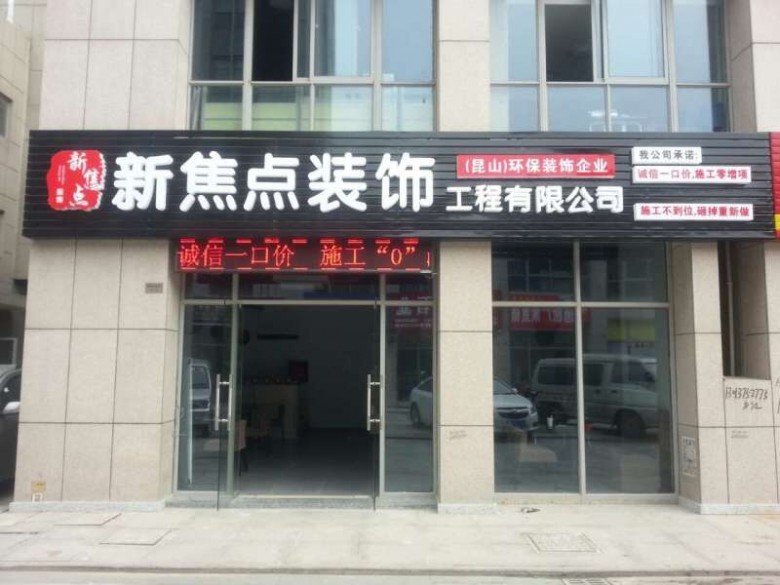 新焦点
新焦点装饰
(昆山)环保装饰企业
工程有限公司
我公司承诺:
诚信一口价,施工零增项
施工不到位,砸掉重新做
诚信一口价 施工“0”